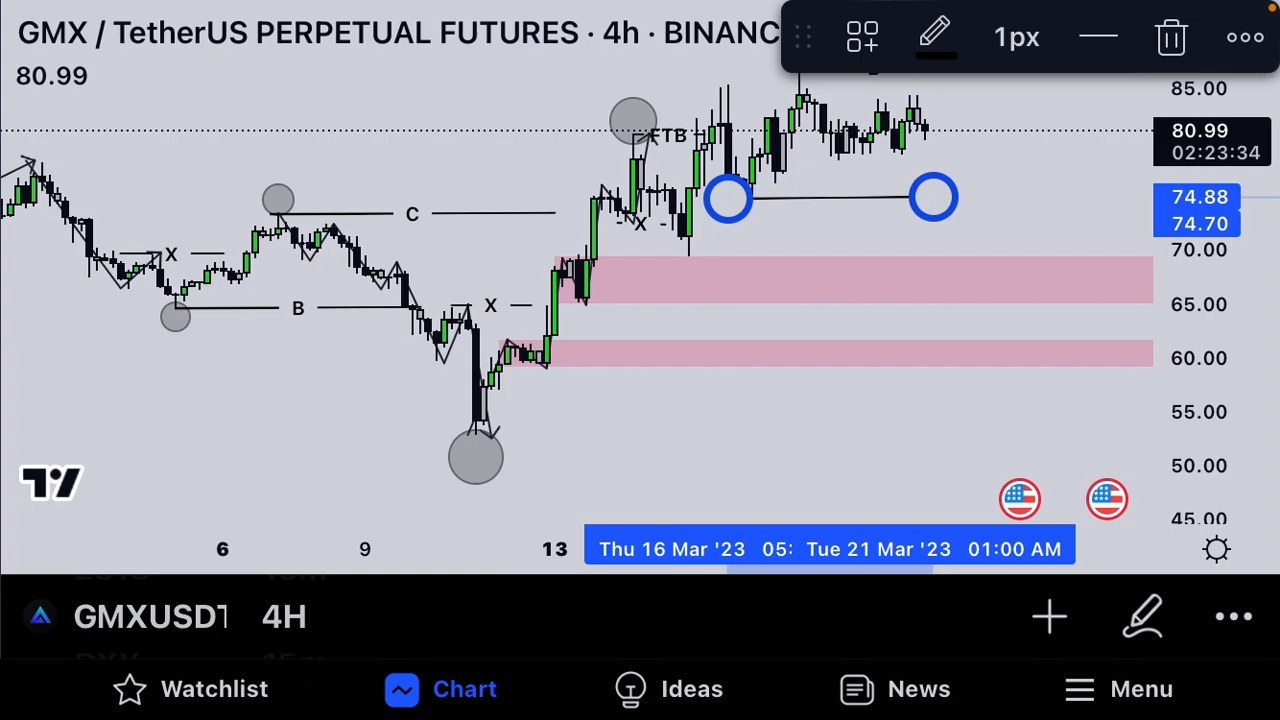 GMX / TetherUS PERPETUAL FUTURES · 4h · BINANC
1px
80.99
85.00
80.99
02:23:34
FTB
74.88
74.70
C
X
X
70.00
X
B
65.00
60.00
55.00
50.00
45.00
6
9
13
Thu 16 Mar '23 05: Tue 21 Mar '23 01:00 AM
GMXUSDT
4H
Watchlist
Chart
Ideas
News
Menu